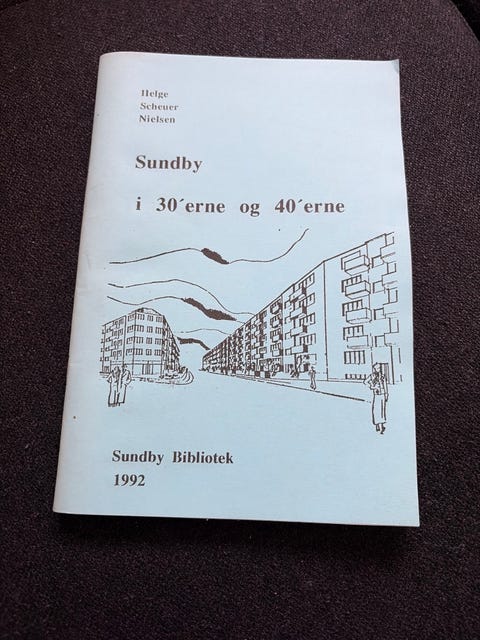 Helge
Scheuer
Nielsen
Sundby
i 30´erne og 40´erne
Sundby Bibliotek
1992